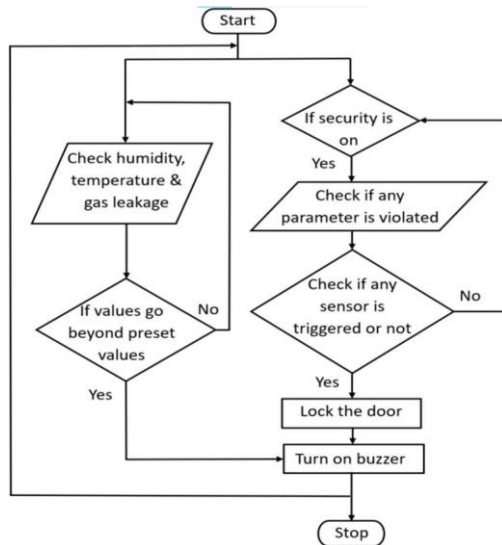 Start
Check humidity,
temperature &
gas leakage
If values go
beyond preset
values
No
Yes
If security is
on
Yes
Check if any
parameter is violated
Check if any
sensor is
triggered or not
No
Yes
Lock the door
Turn on buzzer
Stop